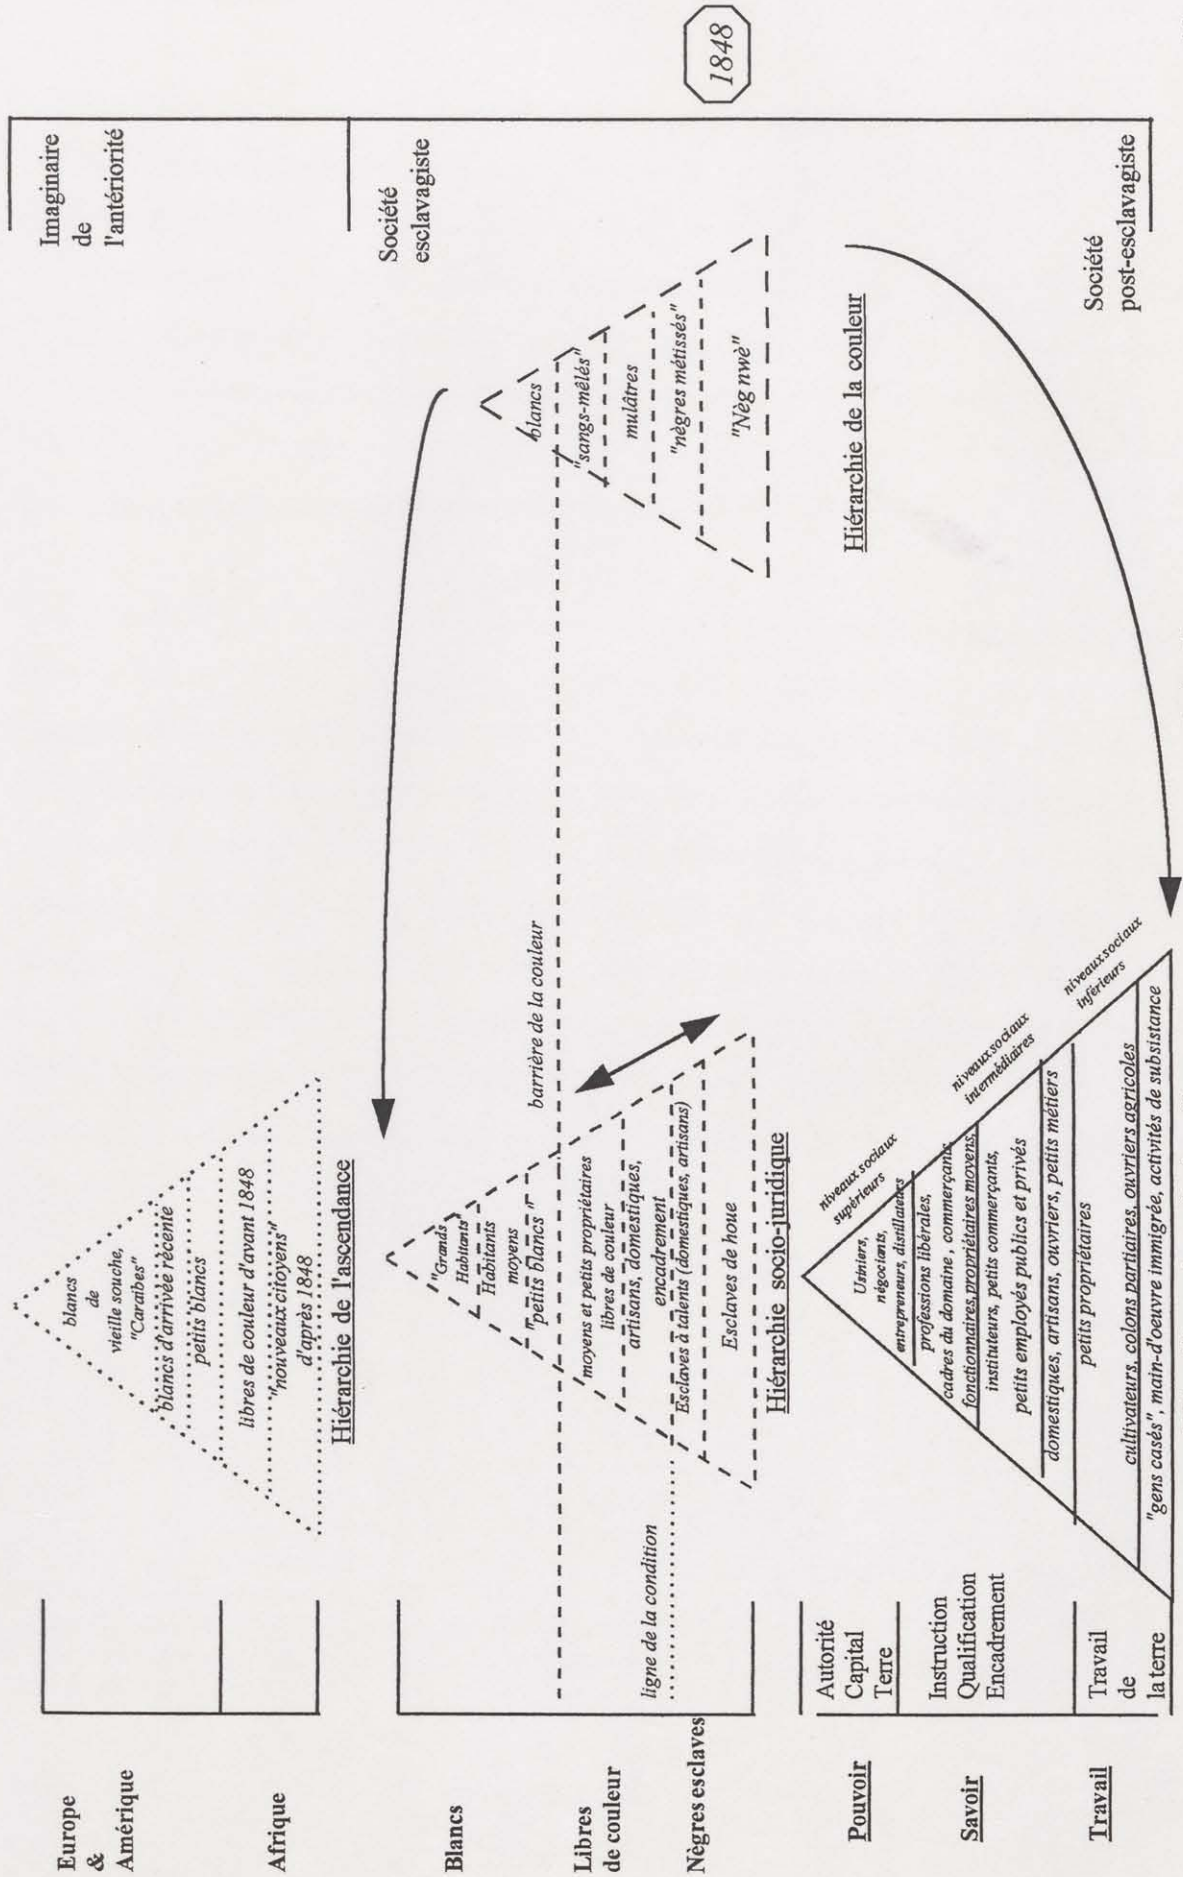 Europe
&
Amérique
Afrique
blancs
de
vieille souche,
"Caraibes"
blancs d'arrivée récente
petits blancs
libres de couleur d'avant 1848
"nouveaux citoyens"
d'après 1848
Hiérarchie de l'ascendance
Imaginaire
de
l'antériorité
Blancs
Libres
de couleur
Nègres esclaves
ligne de la condition
"Grands
Habitants"
Habitants
moyens
"petits blancs"
moyens et petits propriétaires
libres de couleur
artisans, domestiques,
encadrement
Esclaves à talents (domestiques, artisans)
Esclaves de houe
Hiérarchie socio-juridique
barrière de la couleur
blancs
"sangs-mêlés"
mulâtres
"nègres métissés"
"Nèg nwè"
Hiérarchie de la couleur
Société
esclavagiste
1848
Pouvoir
Savoir
Travail
Autorité
Capital
Terre
Instruction
Qualification
Encadrement
Travail
de
la terre
Usiniers,
négociants,
entrepreneurs, distillateurs
professions libérales,
cadres du domaine, commerçants,
fonctionnaires, propriétaires moyens,
instituteurs, petits commerçants,
petits employés publics et privés
domestiques, artisans, ouvriers, petits métiers
petits propriétaires
cultivateurs, colons partiaires, ouvriers agricoles
"gens casés", main-d'oeuvre immigrée, activités de subsistance
niveaux sociaux
supérieurs
niveaux sociaux
intermédiaires
niveaux sociaux
inférieurs
Société
post-esclavagiste